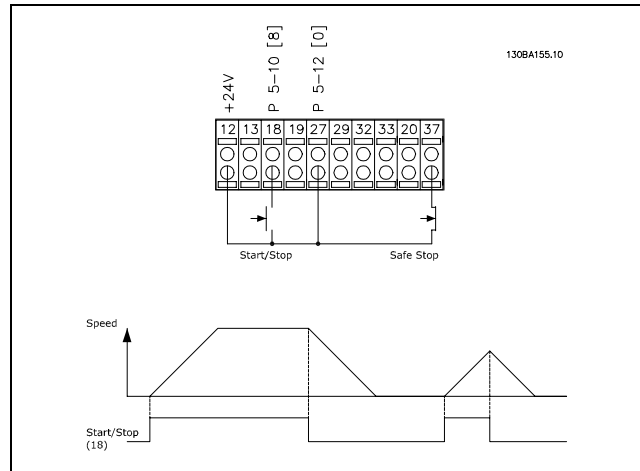 130BA155.10
+24V
P 5-10 [8]
P 5-12 [0]
12 13 18 19 27 29 32 33 20 37
Start/Stop
Safe Stop
Speed
Start/Stop
(18)